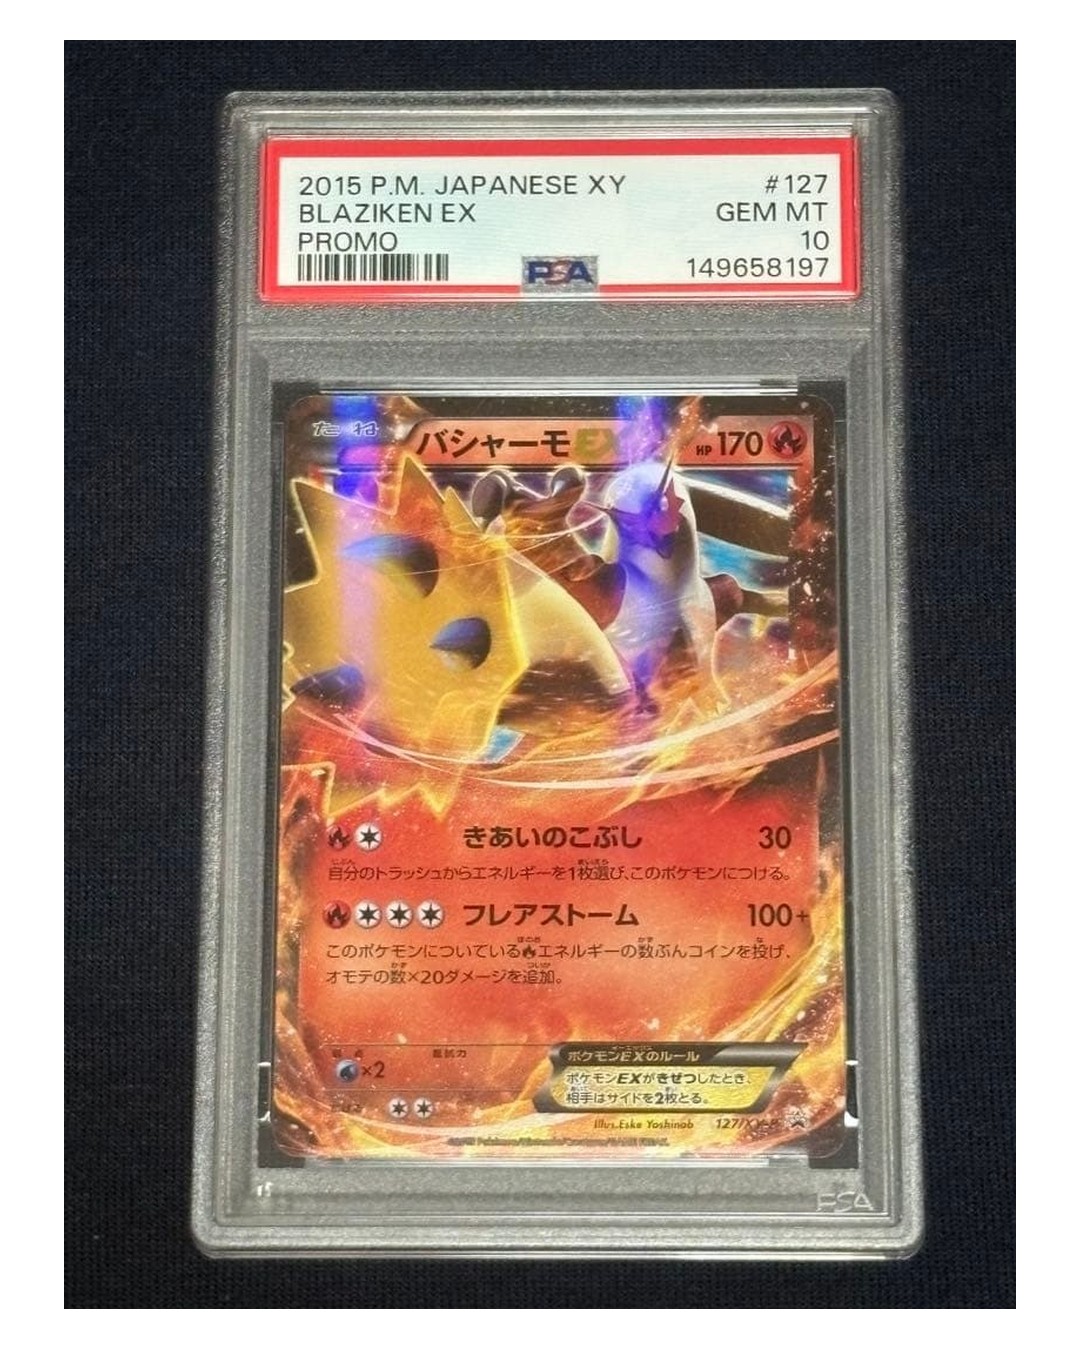 2015 P.M. JAPANESE XY #127
BLAZIKEN EX GEM MT
PROMO 10
PSA 149658197
たね バシャーモEX HP170
きあいのこぶし 30
自分のトラッシュからエネルギーを1枚選び、このポケモンにつける。
フレアストーム 100+
このポケモンについているエネルギーの数ぶんコインを投げ、
オモテの数×20ダメージを追加。
弱点 抵抗力
×2
ポケモンEXのルール
ポケモンEXがきぜつしたとき、
相手はサイドを2枚とる。
Illus.Eske Yoshinob 127/XY-P
PSA